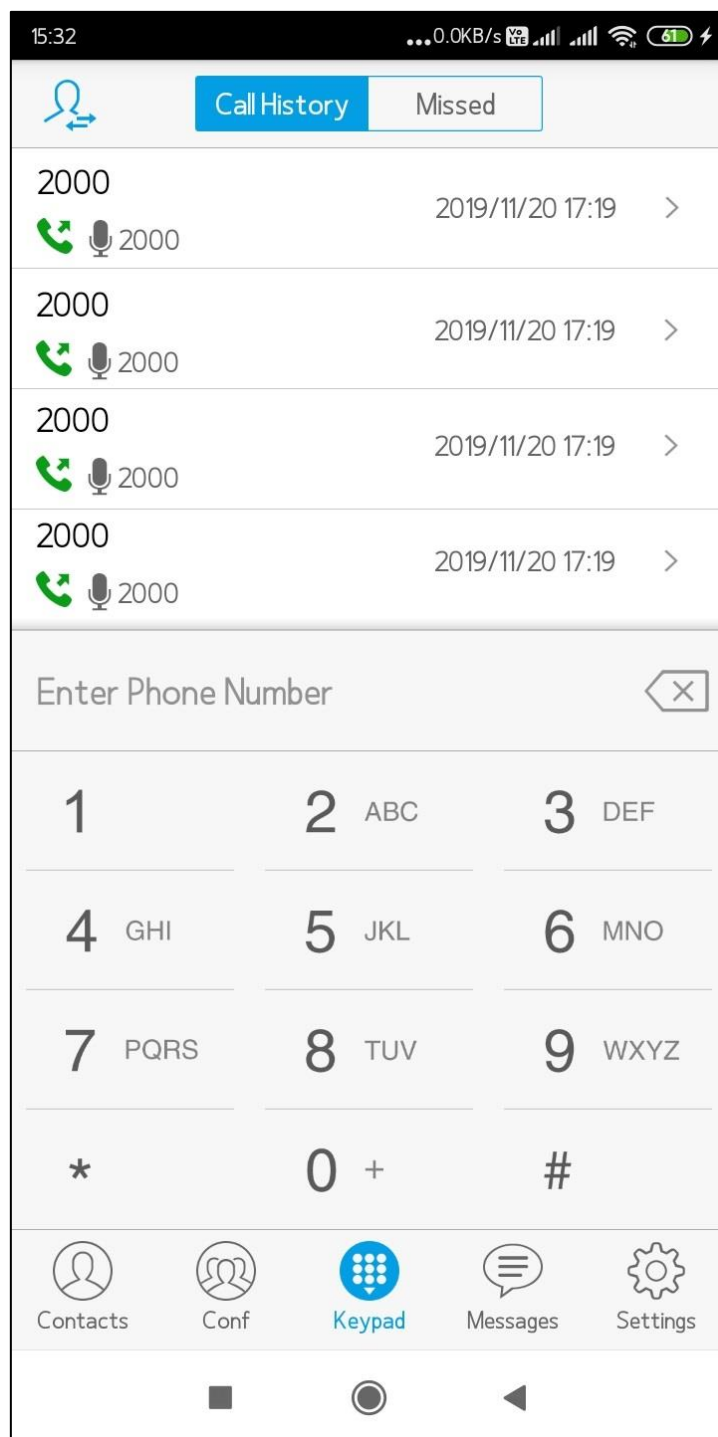 15:32 ...0.0KB/s Vo LTE 61
Call History Missed
2000
2019/11/20 17:19
2000
2000
2019/11/20 17:19
2000
2000
2019/11/20 17:19
2000
2000
2019/11/20 17:19
2000
Enter Phone Number
1 2 ABC 3 DEF
4 GHI 5 JKL 6 MNO
7 PQRS 8 TUV 9 WXYZ
* 0 + #
Contacts Conf Keypad Messages Settings